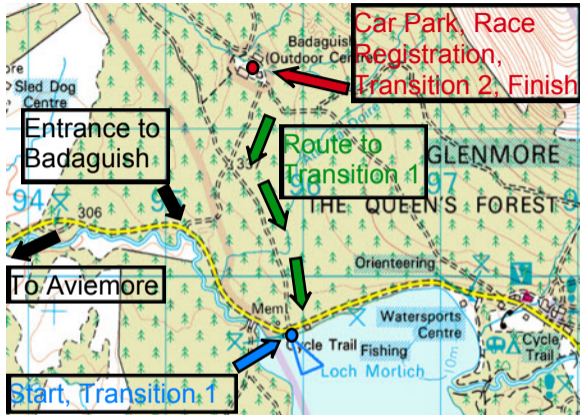 Car Park, Race
Registration,
Transition 2, Finish
Badaguish
(Outdoor Centre)
Sled Dog
Centre
Entrance to
Badaguish
Route to
Transition 1
GLENMORE
94
97
THE QUEEN'S FOREST
306
To Aviemore
Orienteering
Meml
Watersports
Centre
Cycle Trail
Fishing
Loch Morlich
10m
Cycle
Trail
Start, Transition 1